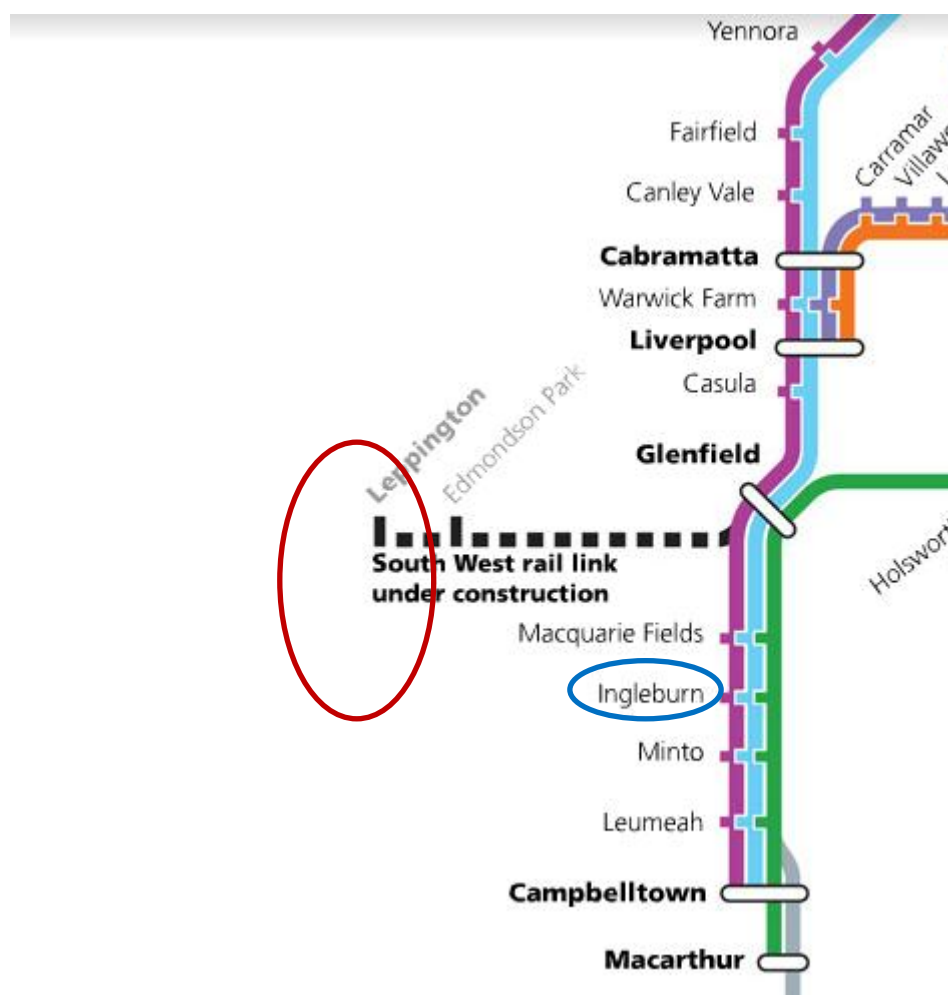 Yennora
Fairfield
Carramar
Canley Vale
Cabramatta
Warwick Farm
Liverpool
Casula
Leppington
Edmondson Park
Glenfield
South West rail link
under construction
Macquarie Fields
Ingleburn
Minto
Leumeah
Campbelltown
Macarthur